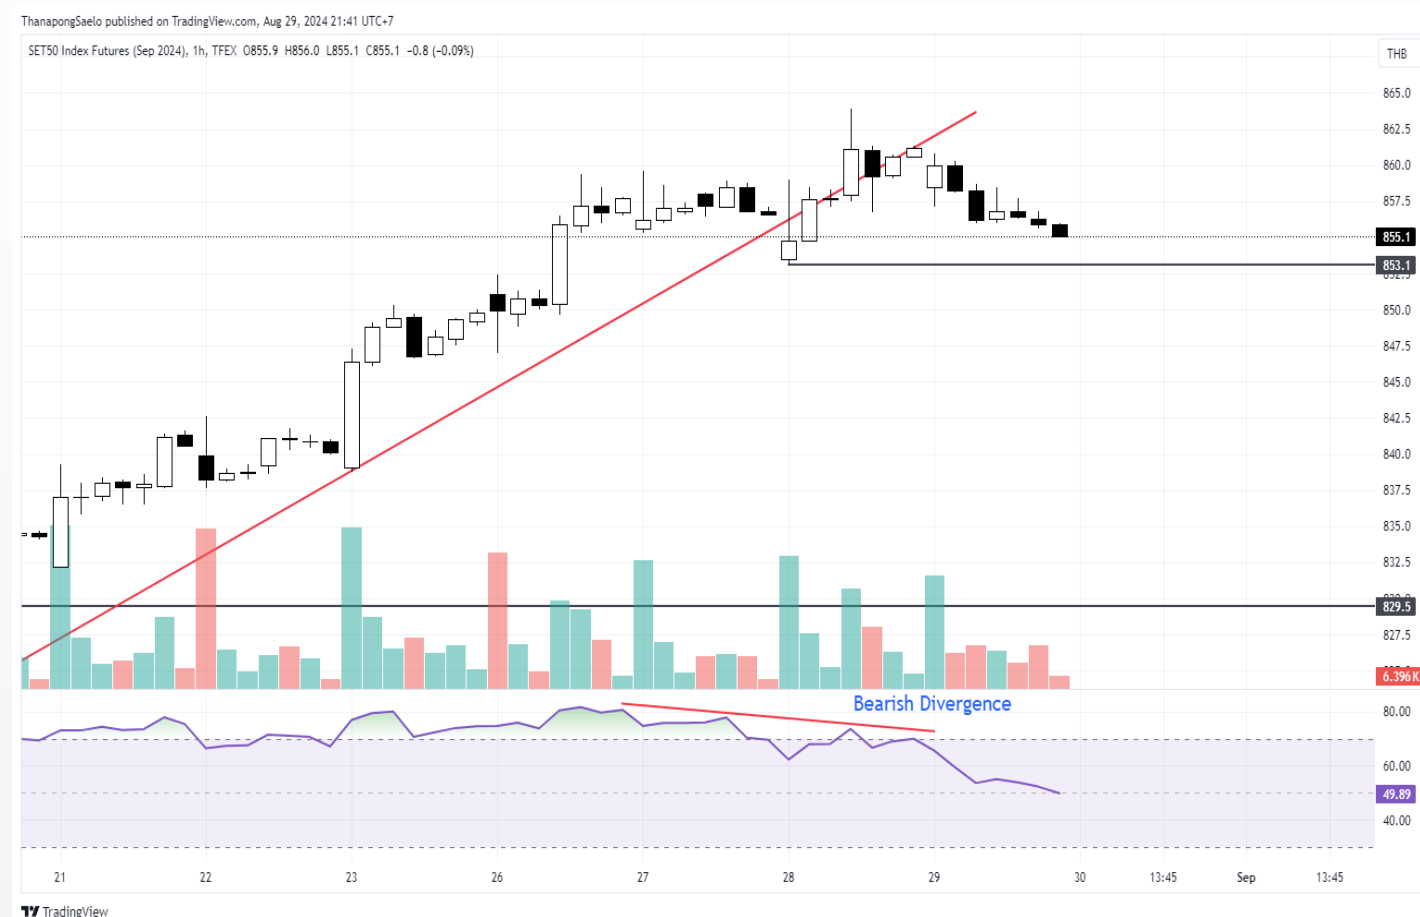 ThanapongSaelo published on TradingView.com, Aug 29, 2024 21:41 UTC+7
SET50 Index Futures (Sep 2024), 1h, TFEX O855.9 H856.0 L855.1 C855.1 −0.8 (−0.09%)
THB
865.0
862.5
860.0
857.5
855.1
853.1
850.0
847.5
845.0
842.5
840.0
837.5
835.0
832.5
829.5
827.5
6.396K
Bearish Divergence
80.00
60.00
49.89
40.00
21 22 23 26 27 28 29 30 13:45 Sep 13:45
TradingView